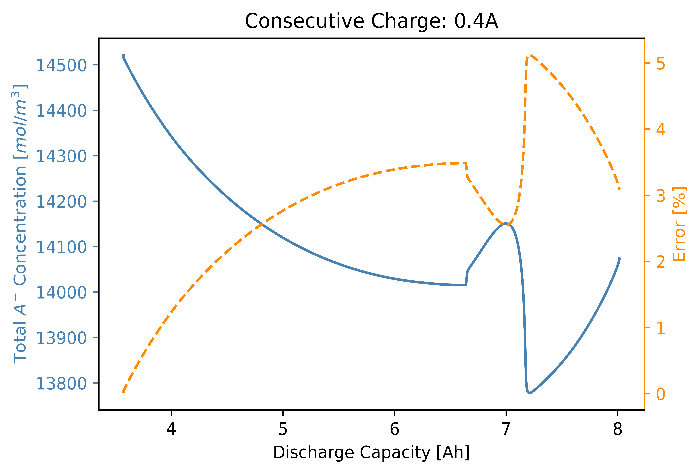 Consecutive Charge: 0.4A
Total A⁻ Concentration [mol/m³]
14500
14400
14300
14200
14100
14000
13900
13800
5
4
3
2
1
0
Error [%]
4 5 6 7 8
Discharge Capacity [Ah]